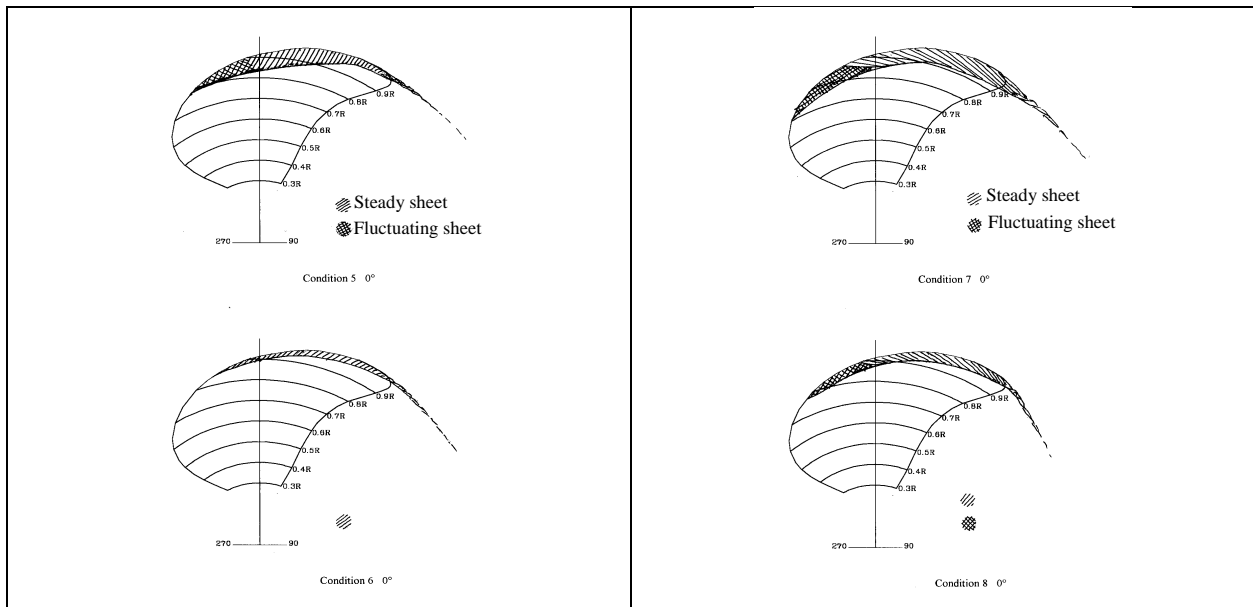 0.9R
0.8R
0.7R
0.6R
0.5R
0.4R
0.3R
Steady sheet
Fluctuating sheet
270 90
Condition 5 0°
0.9R
0.8R
0.7R
0.6R
0.5R
0.4R
0.3R
Steady sheet
Fluctuating sheet
270 90
Condition 7 0°
0.9R
0.8R
0.7R
0.6R
0.5R
0.4R
0.3R
270 90
Condition 6 0°
0.9R
0.8R
0.7R
0.6R
0.5R
0.4R
0.3R
270 90
Condition 8 0°